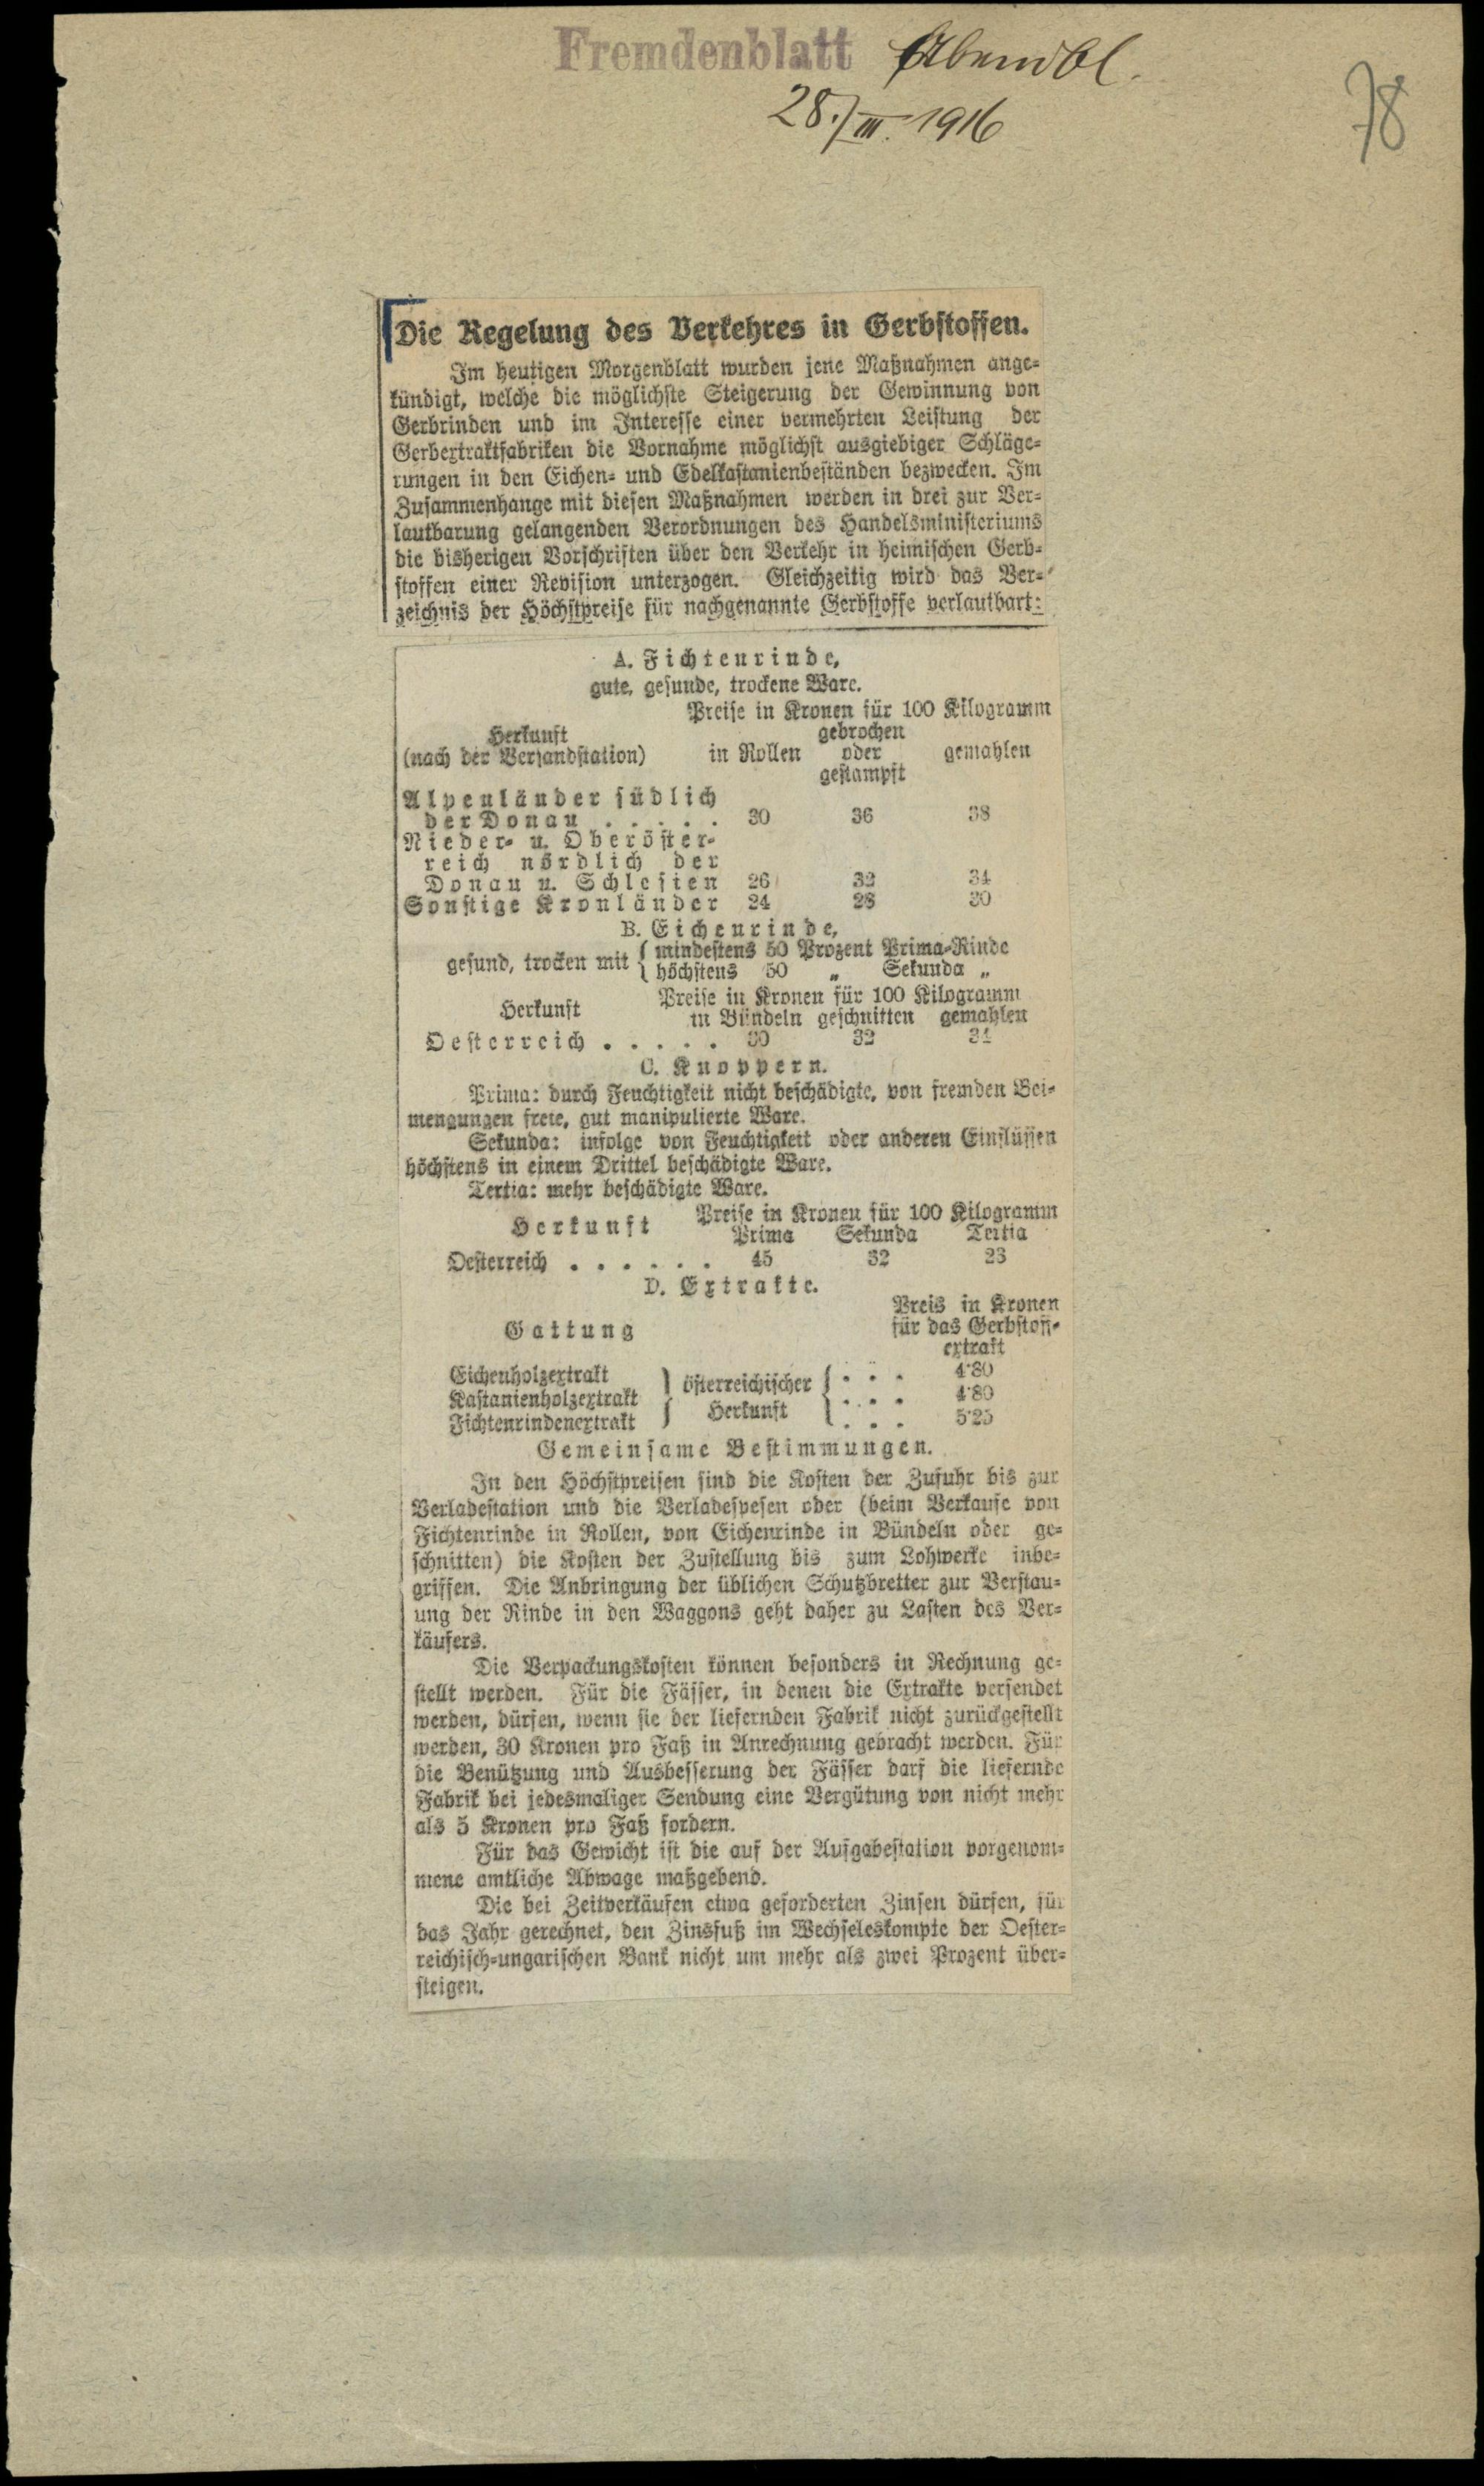 Fremdenblatt Abendbl.
28./III. 1916
78
Die Regelung des Verkehres in Gerbstoffen.
Im heutigen Morgenblatt wurden jene Maßnahmen ange-
kündigt, welche die möglichste Steigerung der Gewinnung von
Gerbrinden und im Interesse einer vermehrten Leistung der
Gerbextraktfabriken die Vornahme möglichst ausgiebiger Schläge-
rungen in den Eichen- und Edelkastanienbeständen bezwecken. Im
Zusammenhange mit diesen Maßnahmen werden in drei zur Ver-
lautbarung gelangenden Verordnungen des Handelsministeriums
die bisherigen Vorschriften über den Verkehr in heimischen Gerb-
stoffen einer Revision unterzogen. Gleichzeitig wird das Ver-
zeichnis der Höchstpreise für nachgenannte Gerbstoffe verlautbart:
A. Fichtenrinde,
gute, gesunde, trockene Ware.
Preise in Kronen für 100 Kilogramm
Herkunft gebrochen
(nach der Versandstation) in Rollen oder gemahlen
gestampft
Alpenländer südlich
der Donau . . . . . 30 36 38
Nieder- u. Oberöster-
reich nördlich der
Donau u. Schlesien 26 32 34
Sonstige Kronländer 24 28 30
B. Eichenrinde,
gesund, trocken mit { mindestens 50 Prozent Prima-Rinde
höchstens 50 „ Sekunda „
Preise in Kronen für 100 Kilogramm
Herkunft in Bündeln geschnitten gemahlen
Oesterreich . . . . . 30 32 34
C. Knoppern.
Prima: durch Feuchtigkeit nicht beschädigte, von fremden Bei-
mengungen freie, gut manipulierte Ware.
Sekunda: infolge von Feuchtigkeit oder anderen Einflüssen
höchstens in einem Drittel beschädigte Ware.
Tertia: mehr beschädigte Ware.
Herkunft Preise in Kronen für 100 Kilogramm
Prima Sekunda Tertia
Oesterreich . . . . . . 45 32 23
D. Extrakte.
Preis in Kronen
Gattung für das Gerbstoff-
extrakt
Eichenholzextrakt } österreichischer { . . . 4·80
Kastanienholzextrakt } Herkunft { . . . 4·80
Fichtenrindenextrakt } { . . . 5·25
Gemeinsame Bestimmungen.
In den Höchstpreisen sind die Kosten der Zufuhr bis zur
Verladestation und die Verladespesen oder (beim Verkaufe von
Fichtenrinde in Rollen, von Eichenrinde in Bündeln oder ge-
schnitten) die Kosten der Zustellung bis zum Lohwerke inbe-
griffen. Die Anbringung der üblichen Schutzbretter zur Verstau-
ung der Rinde in den Waggons geht daher zu Lasten des Ver-
käufers.
Die Verpackungskosten können besonders in Rechnung ge-
stellt werden. Für die Fässer, in denen die Extrakte versendet
werden, dürfen, wenn sie der liefernden Fabrik nicht zurückgestellt
werden, 30 Kronen pro Faß in Anrechnung gebracht werden. Für
die Benützung und Ausbesserung der Fässer darf die liefernde
Fabrik bei jedesmaliger Sendung eine Vergütung von nicht mehr
als 5 Kronen pro Faß fordern.
Für das Gewicht ist die auf der Aufgabestation vorgenom-
mene amtliche Abwage maßgebend.
Die bei Zeitverkäufen etwa geforderten Zinsen dürfen, für
das Jahr gerechnet, den Zinsfuß im Wechseleskompte der Oester-
reichisch-ungarischen Bank nicht um mehr als zwei Prozent über-
steigen.